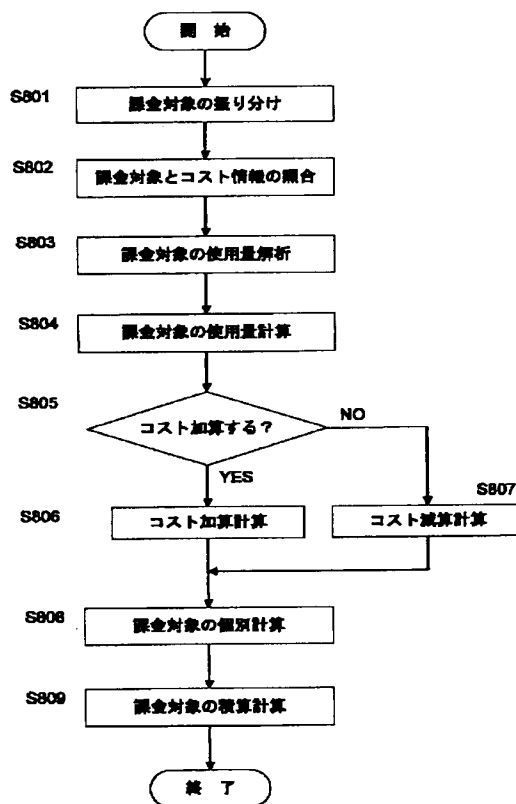 開 始
S801
課金対象の振り分け
S802
課金対象とコスト情報の照合
S803
課金対象の使用量解析
S804
課金対象の使用量計算
S805
コスト加算する？
NO
YES
S806
コスト加算計算
S807
コスト減算計算
S808
課金対象の個別計算
S809
課金対象の積算計算
終 了